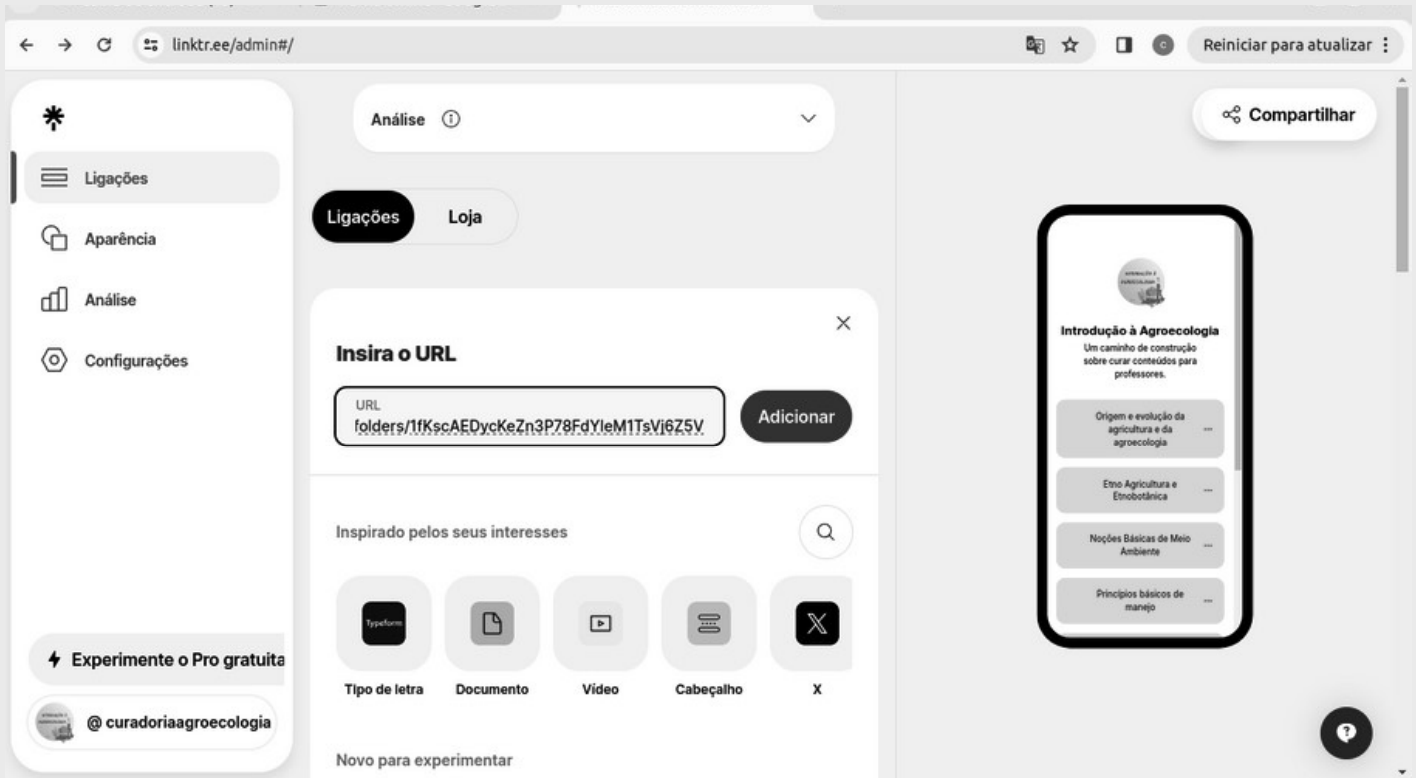 linktr.ee/admin#/
Reiniciar para atualizar
Ligações
Aparência
Análise
Configurações
Experimente o Pro gratuita
@ curadoriaagroecologia
Análise
Ligações
Loja
Insira o URL
URL
folders/1fKscAEDycKeZn3P78FdYleM1TsVj6Z5V
Adicionar
Inspirado pelos seus interesses
Typeform
Tipo de letra
Documento
Vídeo
Cabeçalho
X
Novo para experimentar
Compartilhar
Introdução à Agroecologia
Um caminho de construção
sobre curar conteúdos para
professores.
Origem e evolução da
agricultura e da
agroecologia
Etno Agricultura e
Etnobotânica
Noções Básicas de Meio
Ambiente
Princípios básicos de
manejo